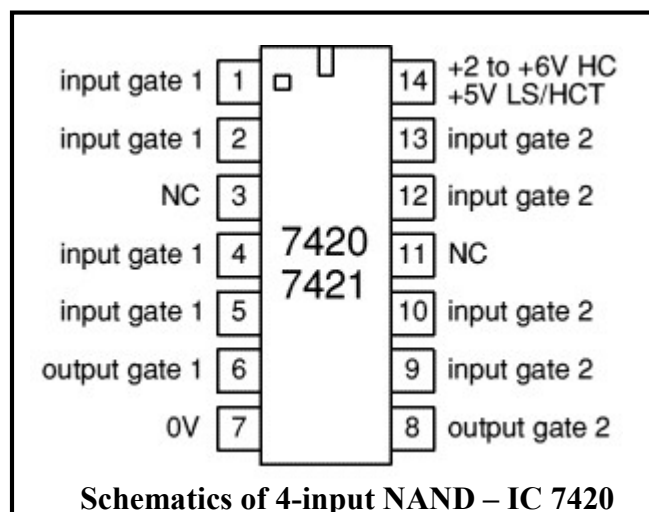 input gate 1 1 14 +2 to +6V HC
+5V LS/HCT
input gate 1 2 13 input gate 2
NC 3 12 input gate 2
input gate 1 4 7420 11 NC
7421
input gate 1 5 10 input gate 2
output gate 1 6 9 input gate 2
0V 7 8 output gate 2
Schematics of 4-input NAND – IC 7420